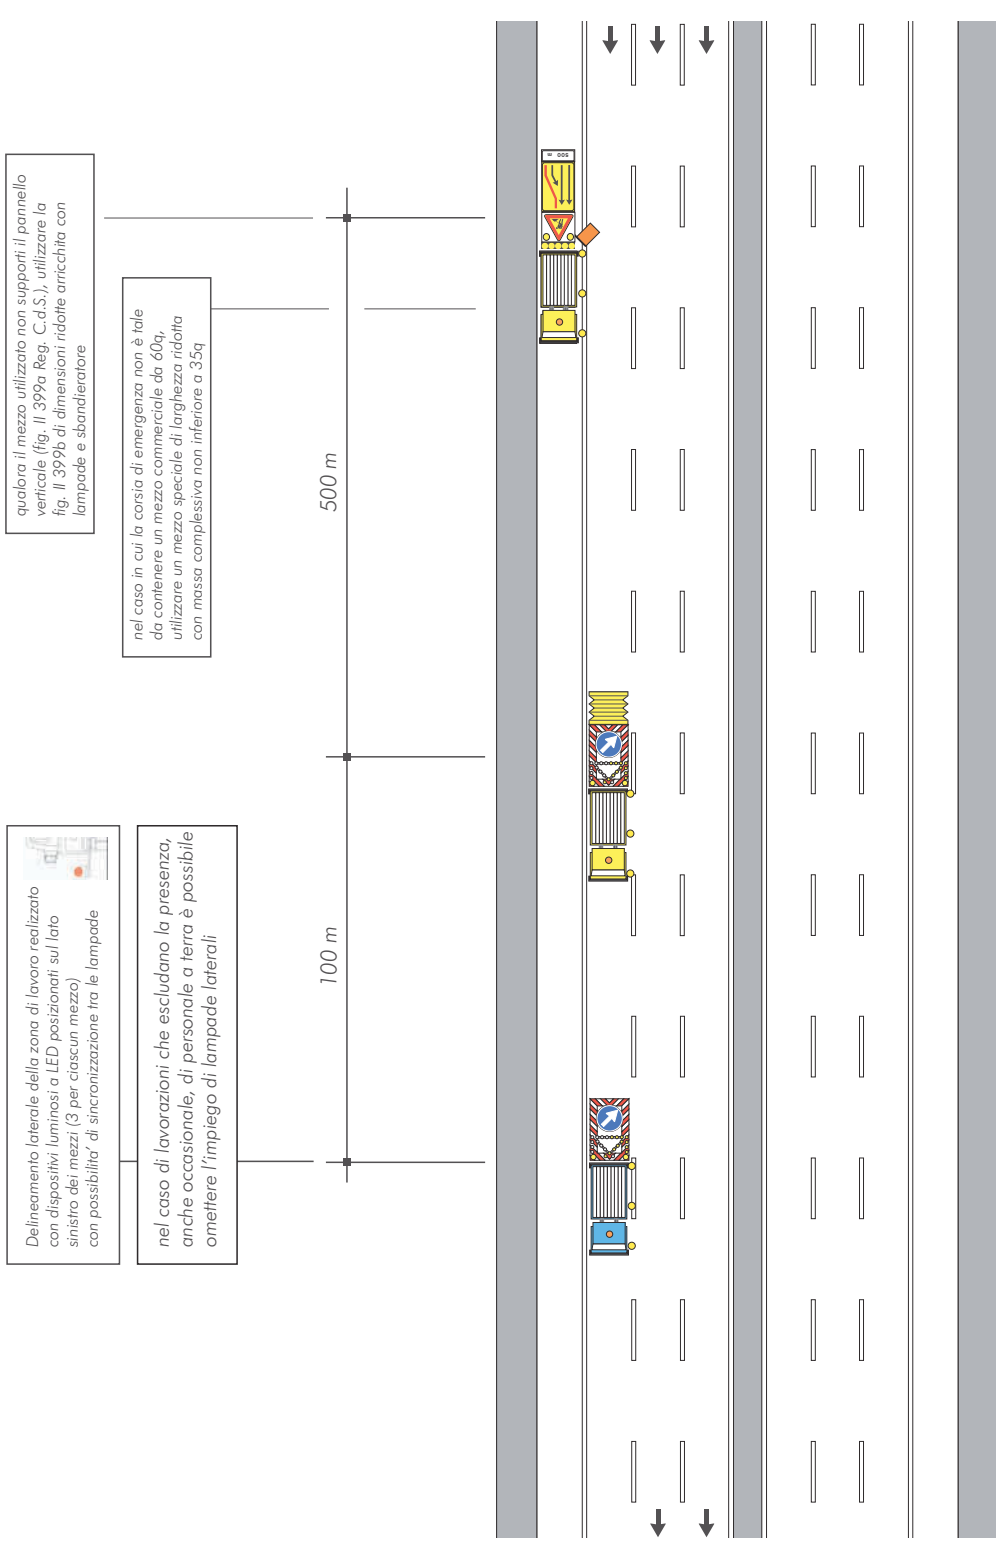 qualora il mezzo utilizzato non supporti il pannello
verticale (fig. II 399a Reg. C.d.S.), utilizzare la
fig. II 399b di dimensioni ridotte arricchita con
lampade e sbandieratore
nel caso in cui la corsia di emergenza non è tale
da contenere un mezzo commerciale da 60q,
utilizzare un mezzo speciale di larghezza ridotta
con massa complessiva non inferiore a 35q
500 m
500 m
100 m
Delineamento laterale della zona di lavoro realizzato
con dispositivi luminosi a LED posizionati sul lato
sinistro dei mezzi (3 per ciascun mezzo)
con possibilita' di sincronizzazione tra le lampade
nel caso di lavorazioni che escludano la presenza,
anche occasionale, di personale a terra è possibile
omettere l'impiego di lampade laterali